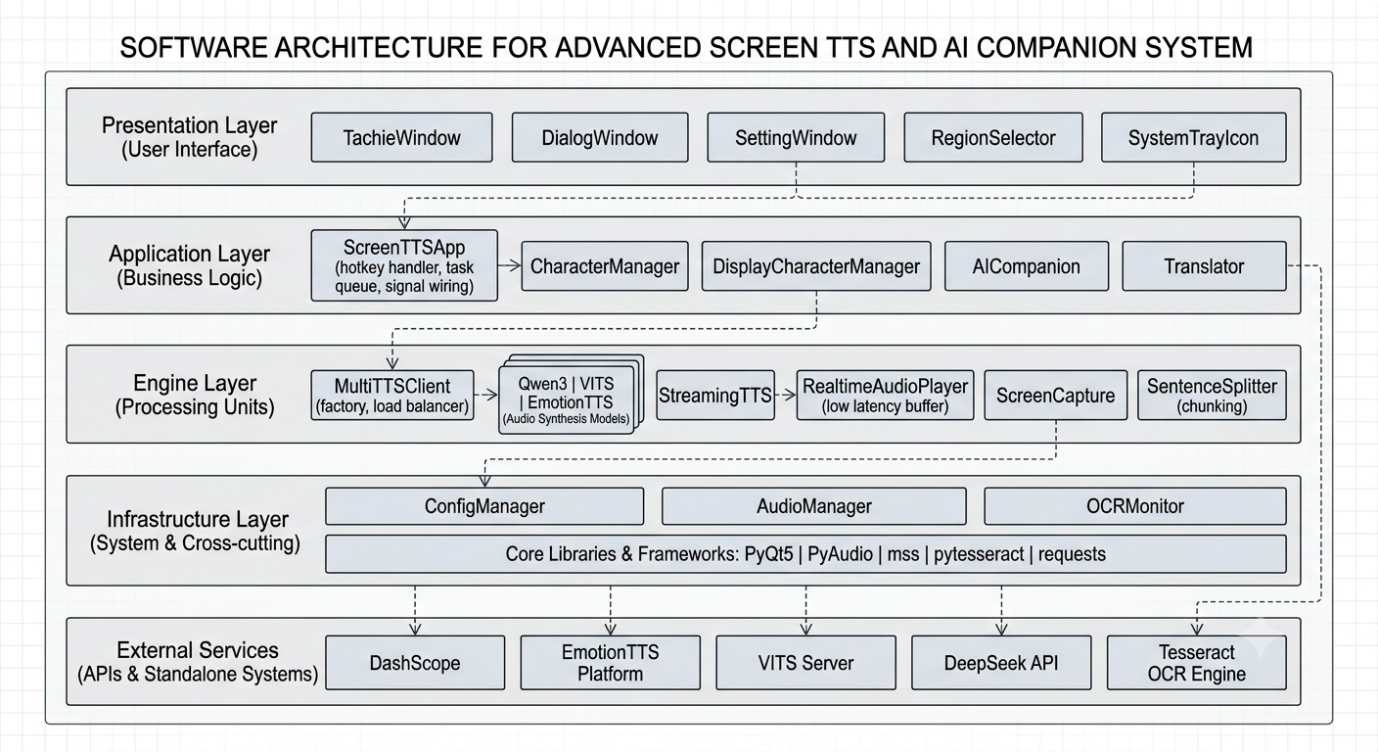 SOFTWARE ARCHITECTURE FOR ADVANCED SCREEN TTS AND AI COMPANION SYSTEM
Presentation Layer
(User Interface)
TachieWindow
DialogWindow
SettingWindow
RegionSelector
SystemTrayIcon
Application Layer
(Business Logic)
ScreenTTSApp
(hotkey handler, task
queue, signal wiring)
CharacterManager
DisplayCharacterManager
AICompanion
Translator
Engine Layer
(Processing Units)
MultiTTSClient
(factory, load balancer)
Qwen3 | VITS
| EmotionTTS
(Audio Synthesis Models)
StreamingTTS
RealtimeAudioPlayer
(low latency buffer)
ScreenCapture
SentenceSplitter
(chunking)
Infrastructure Layer
(System & Cross-cutting)
ConfigManager
AudioManager
OCRMonitor
Core Libraries & Frameworks: PyQt5 | PyAudio | mss | pytesseract | requests
External Services
(APIs & Standalone Systems)
DashScope
EmotionTTS
Platform
VITS Server
DeepSeek API
Tesseract
OCR Engine